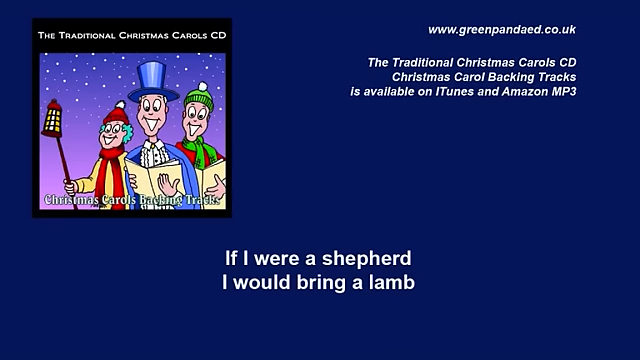 THE TRADITIONAL CHRISTMAS CAROLS CD
Christmas Carols Backing Tracks
www.greenpandaed.co.uk
The Traditional Christmas Carols CD
Christmas Carol Backing Tracks
is available on ITunes and Amazon MP3
If I were a shepherd
I would bring a lamb